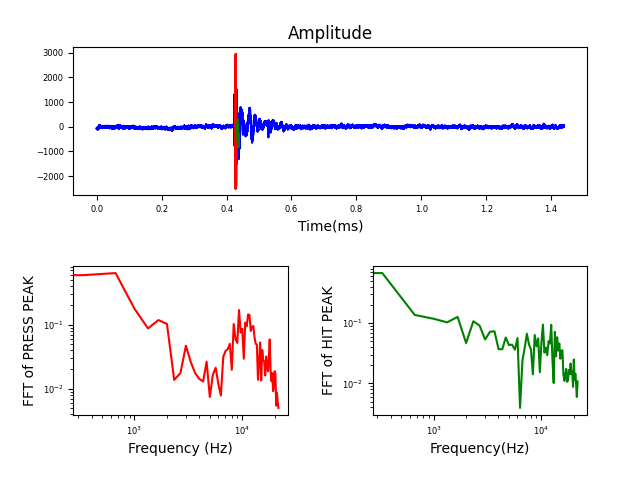 Amplitude
3000
2000
1000
0
−1000
−2000
0.0 0.2 0.4 0.6 0.8 1.0 1.2 1.4
Time(ms)
FFT of PRESS PEAK
10⁻¹
10⁻²
10³ 10⁴
Frequency (Hz)
FFT of HIT PEAK
10⁻¹
10⁻²
10³ 10⁴
Frequency(Hz)